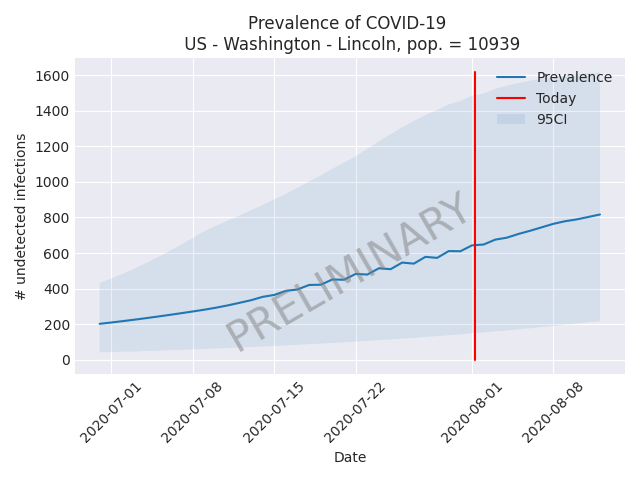 Prevalence of COVID-19
US - Washington - Lincoln, pop. = 10939
1600
1400
1200
1000
800
600
400
200
0
# undetected infections
Prevalence
Today
95CI
PRELIMINARY
2020-07-01
2020-07-08
2020-07-15
2020-07-22
2020-08-01
2020-08-08
Date